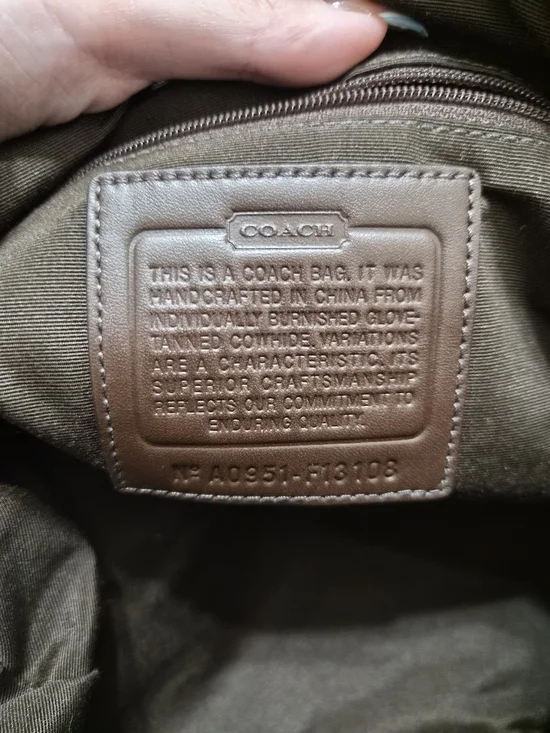 COACH
THIS IS A COACH BAG. IT WAS
HANDCRAFTED IN CHINA FROM
INDIVIDUALLY BURNISHED GLOVE-
TANNED COWHIDE. VARIATIONS
ARE A CHARACTERISTIC. ITS
SUPERIOR CRAFTSMANSHIP
REFLECTS OUR COMMITMENT TO
ENDURING QUALITY.
Nº A0951-F13108